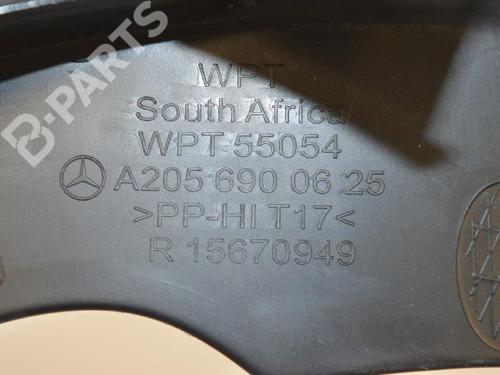 B-PARTS
WPT
South Africa
WPT 55054
A205 690 06 25
>PP-HI T17<
R 15670949